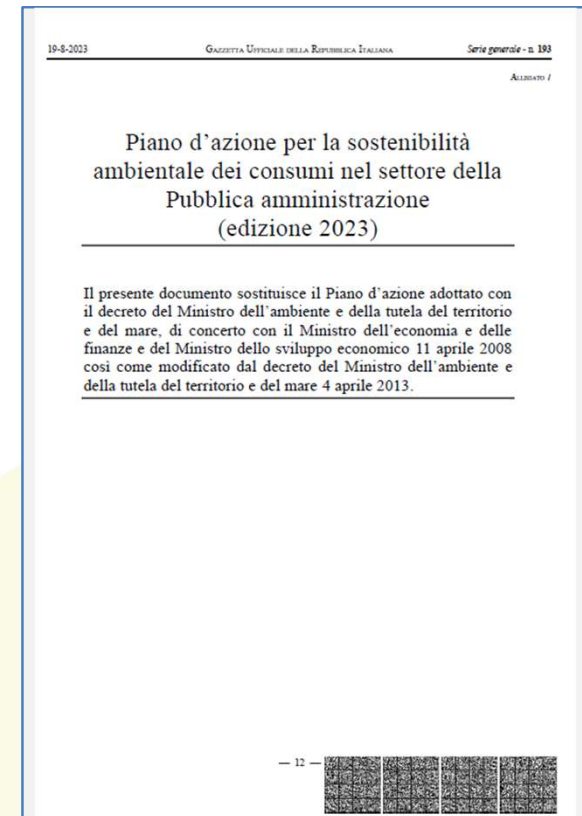 19-8-2023 GAZZETTA UFFICIALE DELLA REPUBBLICA ITALIANA Serie generale - n. 193
ALLEGATO 1
Piano d’azione per la sostenibilità
ambientale dei consumi nel settore della
Pubblica amministrazione
(edizione 2023)
Il presente documento sostituisce il Piano d’azione adottato con
il decreto del Ministro dell’ambiente e della tutela del territorio
e del mare, di concerto con il Ministro dell’economia e delle
finanze e del Ministro dello sviluppo economico 11 aprile 2008
così come modificato dal decreto del Ministro dell’ambiente e
della tutela del territorio e del mare 4 aprile 2013.
— 12 —